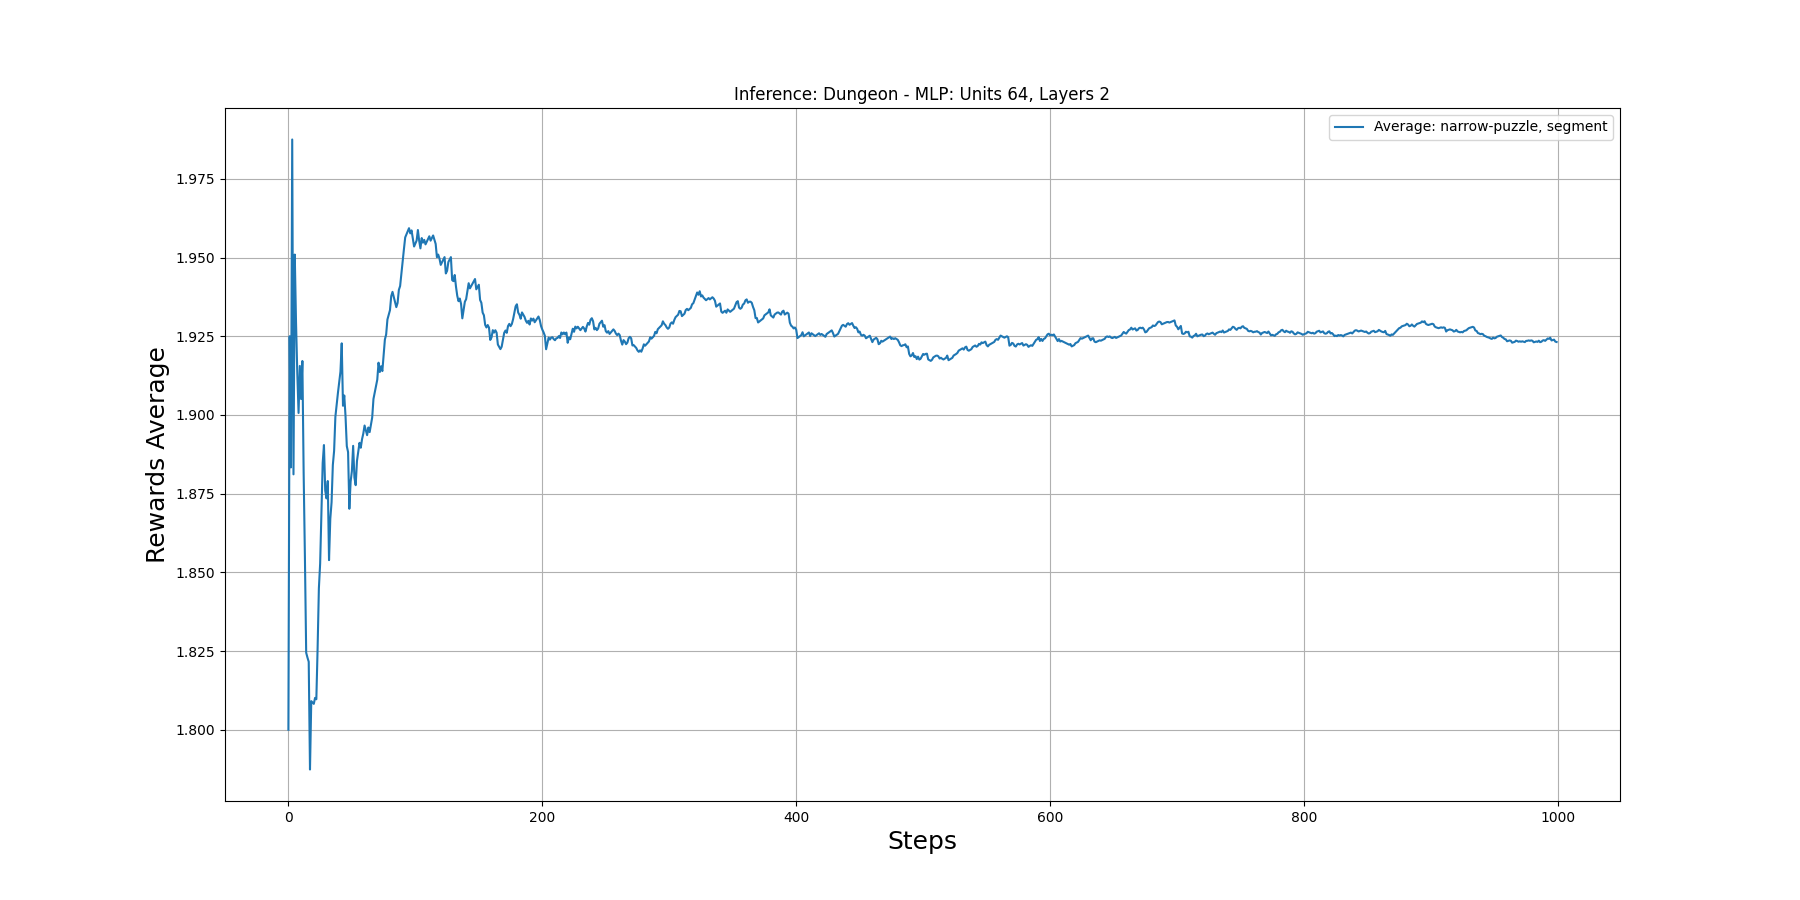 Inference: Dungeon - MLP: Units 64, Layers 2
Average: narrow-puzzle, segment
Rewards Average
1.975
1.950
1.925
1.900
1.875
1.850
1.825
1.800
0 200 400 600 800 1000
Steps